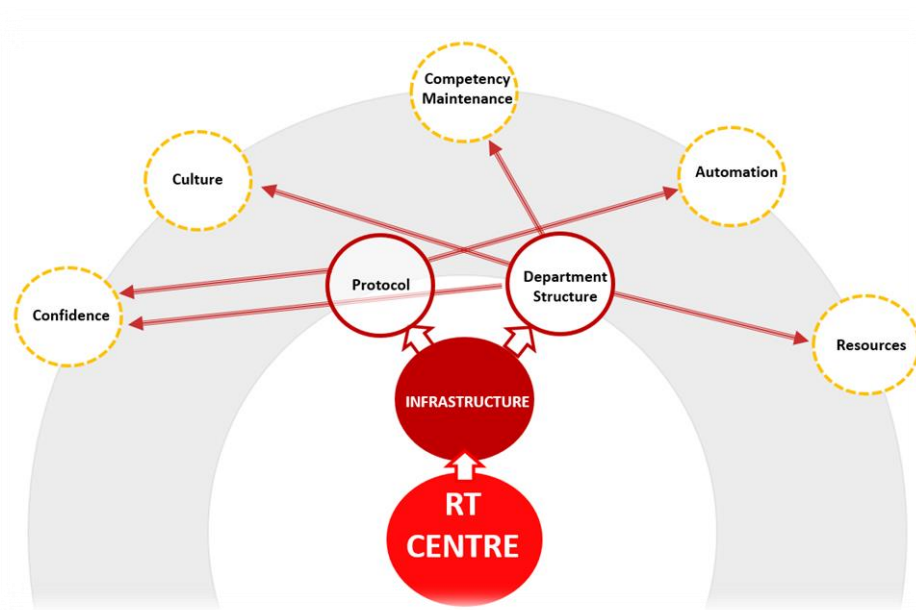 Competency
Maintenance
Culture
Automation
Confidence
Protocol
Department
Structure
Resources
INFRASTRUCTURE
RT
CENTRE